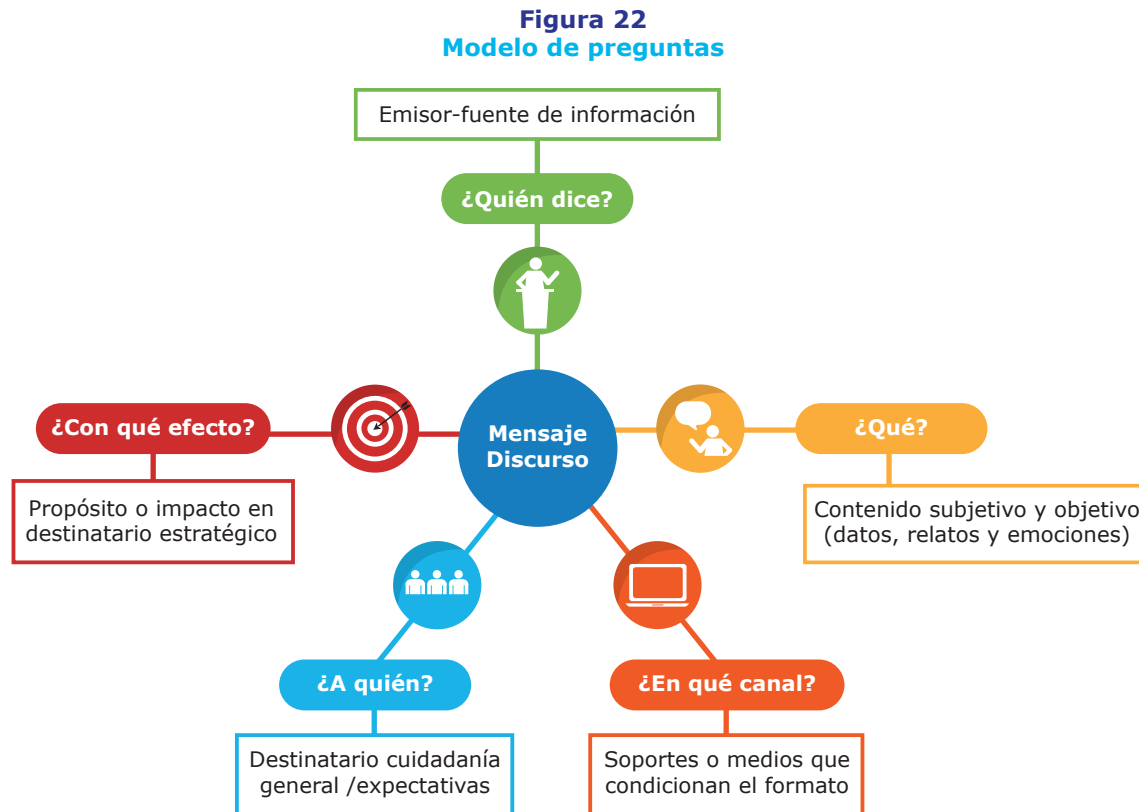 Figura 22
Modelo de preguntas
Emisor-fuente de información
¿Quién dice?
¿Con qué efecto?
Propósito o impacto en
destinatario estratégico
Mensaje
Discurso
¿Qué?
Contenido subjetivo y objetivo
(datos, relatos y emociones)
¿A quién?
Destinatario cuidadanía
general /expectativas
¿En qué canal?
Soportes o medios que
condicionan el formato